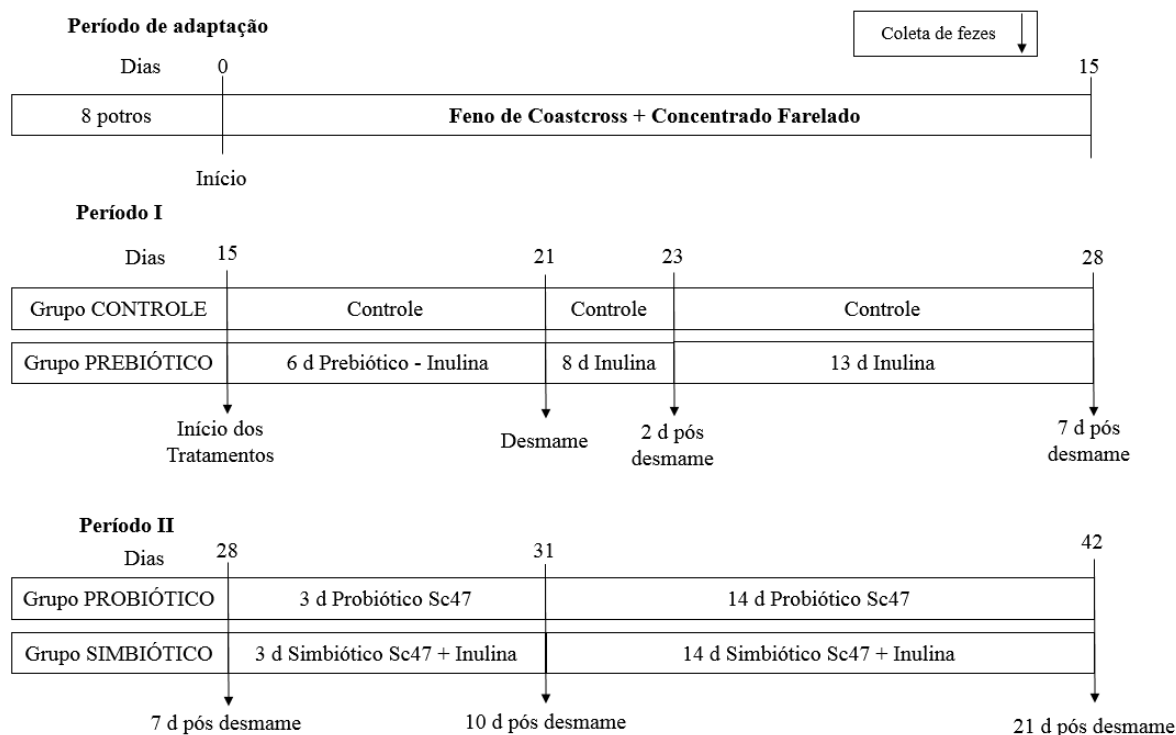 Período de adaptação
Coleta de fezes
Dias 0 15
8 potros Feno de Coastcross + Concentrado Farelado
Início
Período I
Dias 15 21 23 28
Grupo CONTROLE Controle Controle Controle
Grupo PREBIÓTICO 6 d Prebiótico - Inulina 8 d Inulina 13 d Inulina
Início dos
Tratamentos
Desmame
2 d pós
desmame
7 d pós
desmame
Período II
Dias 28 31 42
Grupo PROBIÓTICO 3 d Probiótico Sc47 14 d Probiótico Sc47
Grupo SIMBIÓTICO 3 d Simbiótico Sc47 + Inulina 14 d Simbiótico Sc47 + Inulina
7 d pós desmame 10 d pós desmame 21 d pós desmame